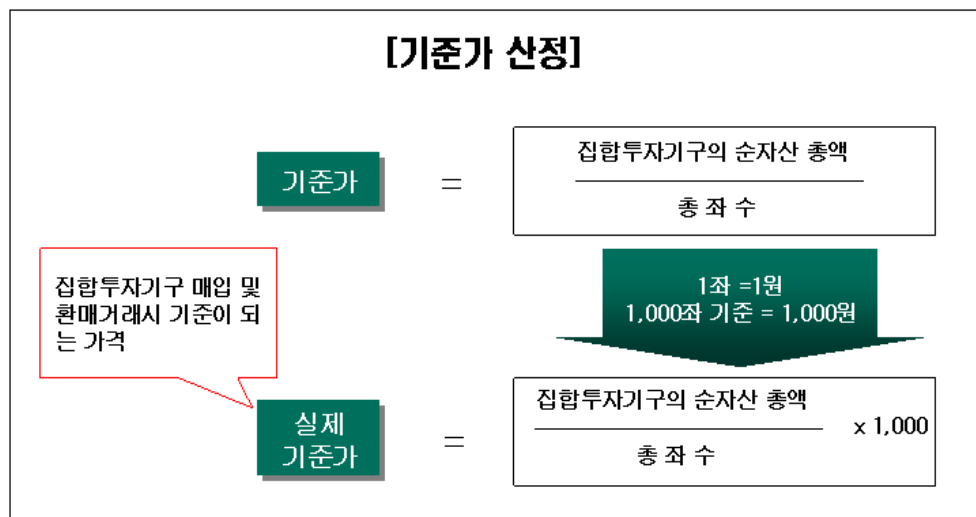 [기준가 산정]
기준가
=
집합투자기구의 순자산 총액
총 좌 수
집합투자기구 매입 및
환매거래시 기준이 되
는 가격
1좌 =1원
1,000좌 기준 = 1,000원
실제
기준가
=
집합투자기구의 순자산 총액
총 좌 수
x 1,000